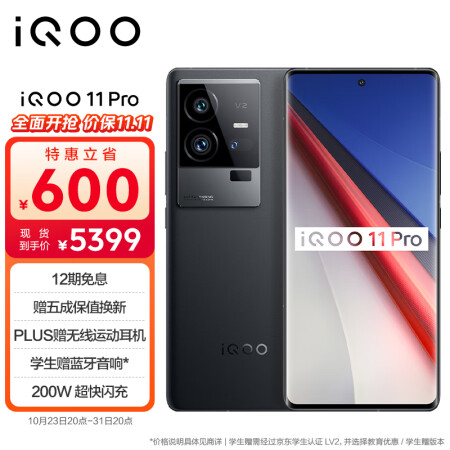 iQOO
iQOO 11 Pro
全面开抢 价保11.11
特惠立省
¥600
现货
到手价 ¥5399
12期免息
赠五成保值换新
PLUS赠无线运动耳机
学生赠蓝牙音响*
200W 超快闪充
10月23日20点-31日20点
V2
iQOO
iQOO 11 Pro
*价格说明具体见商详 | 学生赠需经过京东学生认证 LV2, 并选择教育优惠 / 学生赠版本